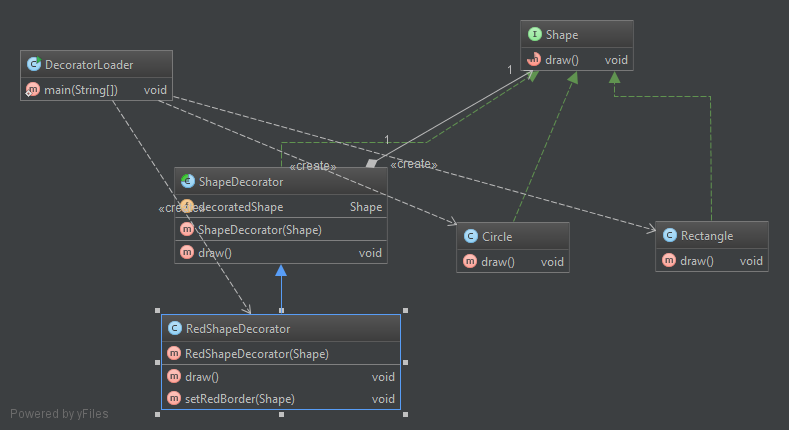 I Shape
m draw() void
C DecoratorLoader
m main(String[]) void
1
1
«create»
«create»
C ShapeDecorator
«create»
f decoratedShape Shape
m ShapeDecorator(Shape)
m draw() void
C Circle
m draw() void
C Rectangle
m draw() void
C RedShapeDecorator
m RedShapeDecorator(Shape)
m draw() void
m setRedBorder(Shape) void
Powered by yFiles